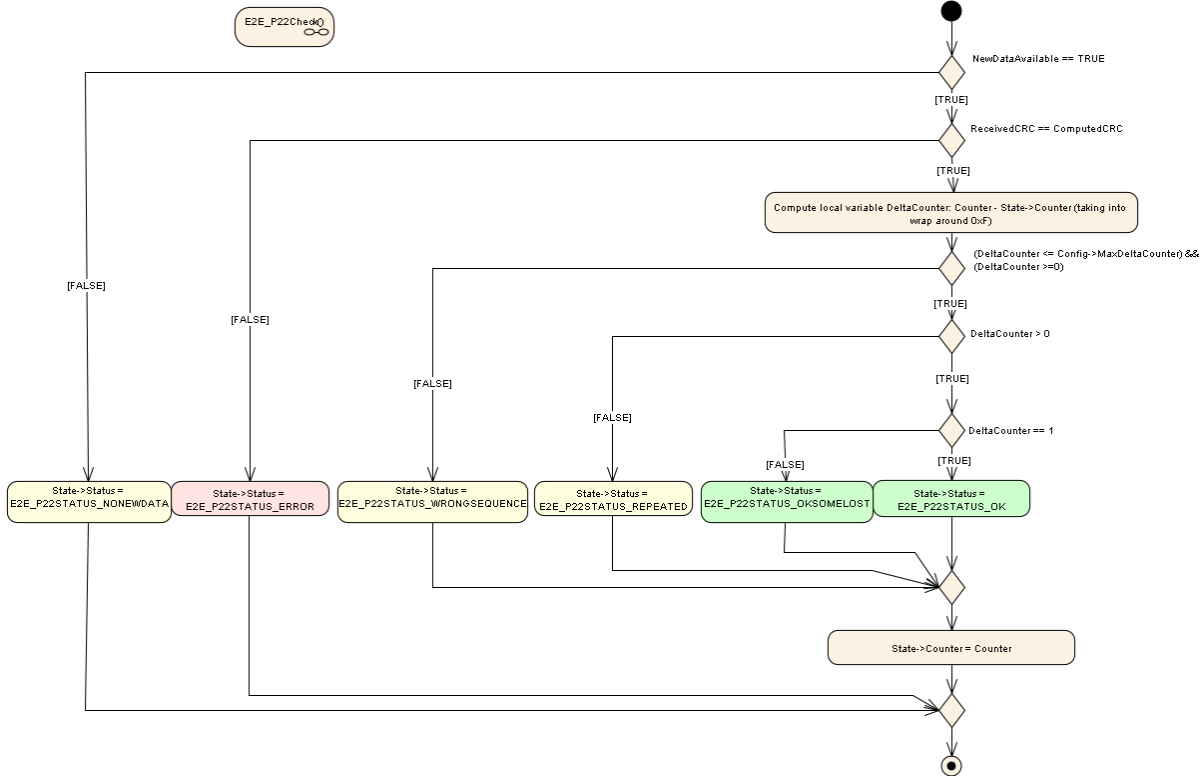 E2E_P22Check()
NewDataAvailable == TRUE
[TRUE]
ReceivedCRC == ComputedCRC
[TRUE]
Compute local variable DeltaCounter: Counter - State->Counter (taking into
wrap around 0xF)
(DeltaCounter <= Config->MaxDeltaCounter) &&
(DeltaCounter >=0)
[FALSE]
[TRUE]
[FALSE]
DeltaCounter > 0
[TRUE]
[FALSE]
[FALSE]
DeltaCounter == 1
[FALSE]
[TRUE]
State->Status =
E2E_P22STATUS_NONEWDATA
State->Status =
E2E_P22STATUS_ERROR
State->Status =
E2E_P22STATUS_WRONGSEQUENCE
State->Status =
E2E_P22STATUS_REPEATED
State->Status =
E2E_P22STATUS_OKSOMELOST
State->Status =
E2E_P22STATUS_OK
State->Counter = Counter